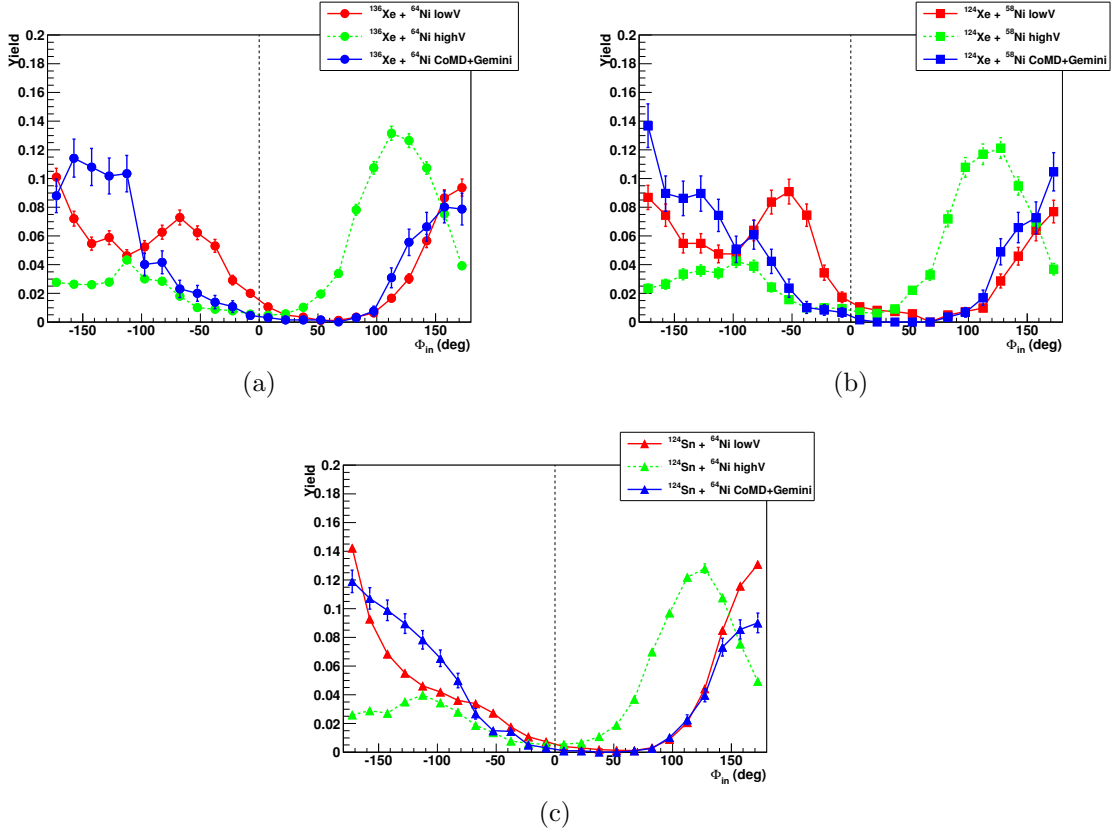 ¹³⁶Xe + ⁶⁴Ni lowV
¹³⁶Xe + ⁶⁴Ni highV
¹³⁶Xe + ⁶⁴Ni CoMD+Gemini
Yield
0.2
0.18
0.16
0.14
0.12
0.1
0.08
0.06
0.04
0.02
0
-150 -100 -50 0 50 100 150
Φin (deg)
(a)
¹²⁴Xe + ⁵⁸Ni lowV
¹²⁴Xe + ⁵⁸Ni highV
¹²⁴Xe + ⁵⁸Ni CoMD+Gemini
Yield
0.2
0.18
0.16
0.14
0.12
0.1
0.08
0.06
0.04
0.02
0
-150 -100 -50 0 50 100 150
Φin (deg)
(b)
¹²⁴Sn + ⁶⁴Ni lowV
¹²⁴Sn + ⁶⁴Ni highV
¹²⁴Sn + ⁶⁴Ni CoMD+Gemini
Yield
0.2
0.18
0.16
0.14
0.12
0.1
0.08
0.06
0.04
0.02
0
-150 -100 -50 0 50 100 150
Φin (deg)
(c)